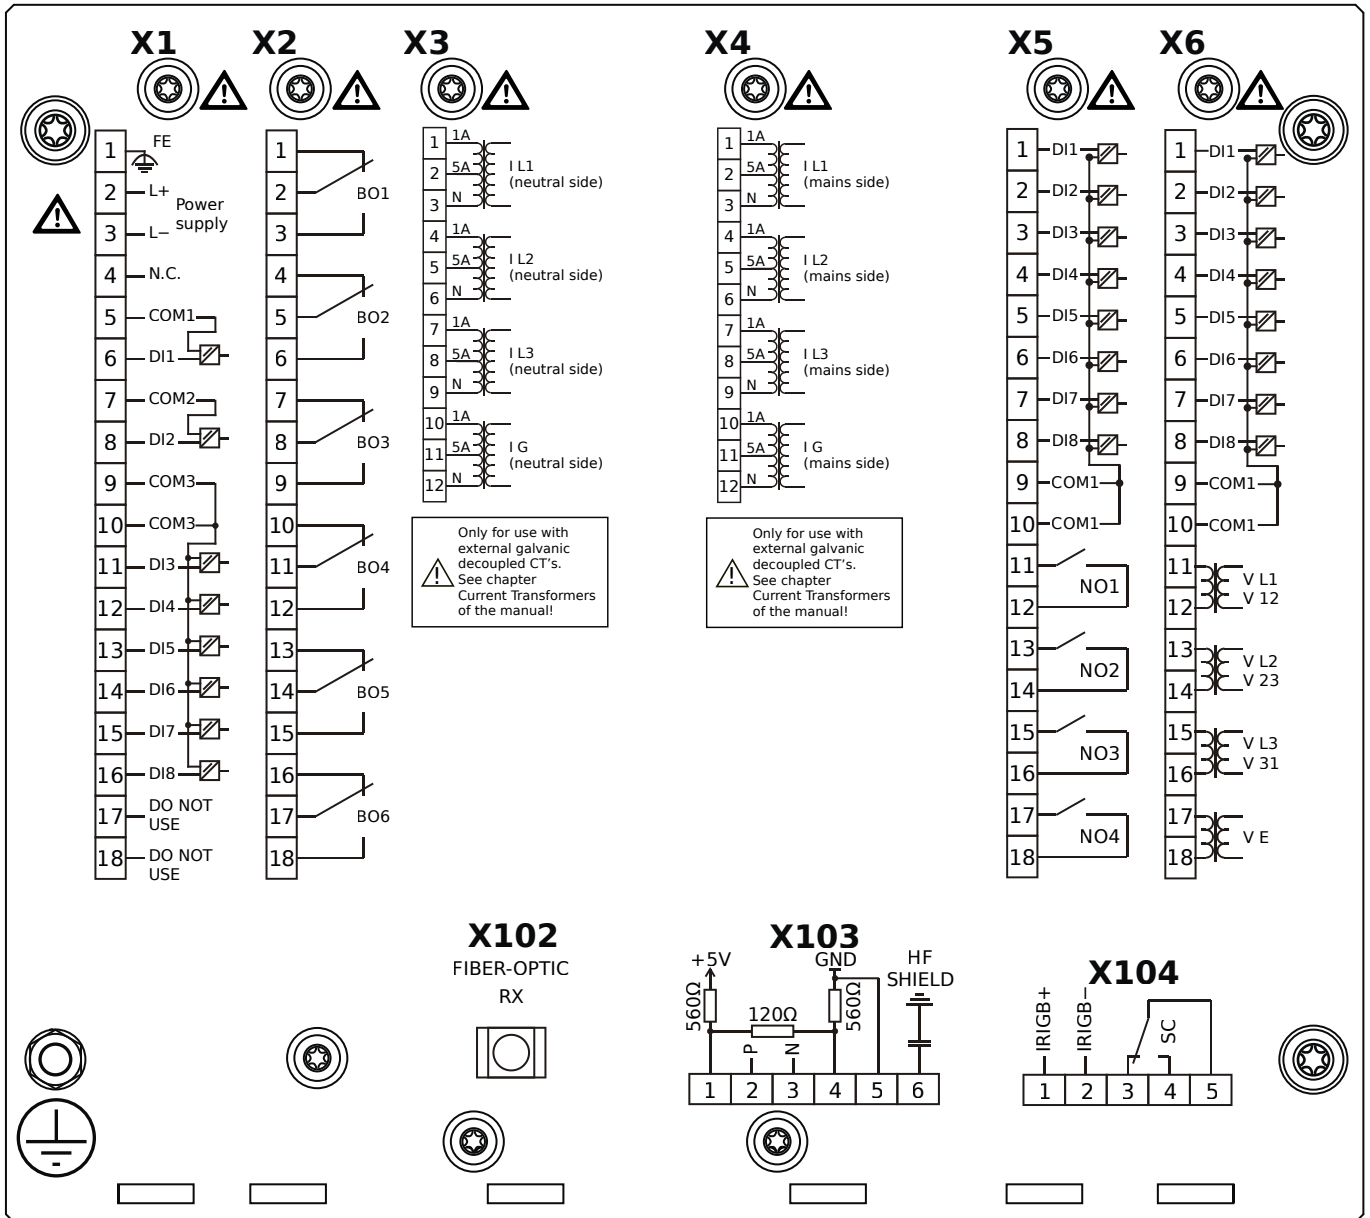 X1
X2
X3
X4
X5
X6
1
FE
2
L+
Power
supply
3
L−
4
N.C.
5
COM1
6
DI1
7
COM2
8
DI2
9
COM3
10
COM3
11
DI3
12
DI4
13
DI5
14
DI6
15
DI7
16
DI8
17
DO NOT
USE
18
DO NOT
USE
1
2
BO1
3
4
5
BO2
6
7
8
BO3
9
10
11
BO4
12
13
14
BO5
15
16
17
BO6
18
1
1A
2
5A
I L1
(neutral side)
3
N
4
1A
5
5A
I L2
(neutral side)
6
N
7
1A
8
5A
I L3
(neutral side)
9
N
10
1A
11
5A
I G
(neutral side)
12
N
Only for use with
external galvanic
decoupled CT's.
See chapter
Current Transformers
of the manual!
1
1A
2
5A
I L1
(mains side)
3
N
4
1A
5
5A
I L2
(mains side)
6
N
7
1A
8
5A
I L3
(mains side)
9
N
10
1A
11
5A
I G
(mains side)
12
N
Only for use with
external galvanic
decoupled CT's.
See chapter
Current Transformers
of the manual!
1
DI1
2
DI2
3
DI3
4
DI4
5
DI5
6
DI6
7
DI7
8
DI8
9
COM1
10
COM1
11
NO1
12
13
NO2
14
15
NO3
16
17
NO4
18
1
DI1
2
DI2
3
DI3
4
DI4
5
DI5
6
DI6
7
DI7
8
DI8
9
COM1
10
COM1
11
V L1
V 12
12
13
V L2
V 23
14
15
V L3
V 31
16
17
V E
18
X102
FIBER-OPTIC
RX
X103
+5V
GND
HF
SHIELD
560Ω
120Ω
560Ω
P
N
1 2 3 4 5 6
X104
IRIGB+
IRIGB−
SC
1 2 3 4 5